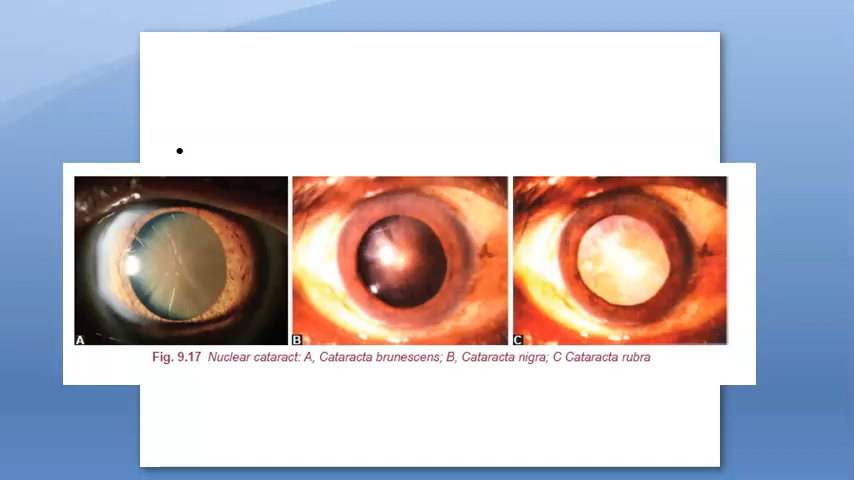 A
B
C
Fig. 9.17 Nuclear cataract: A, Cataracta brunescens; B, Cataracta nigra; C Cataracta rubra